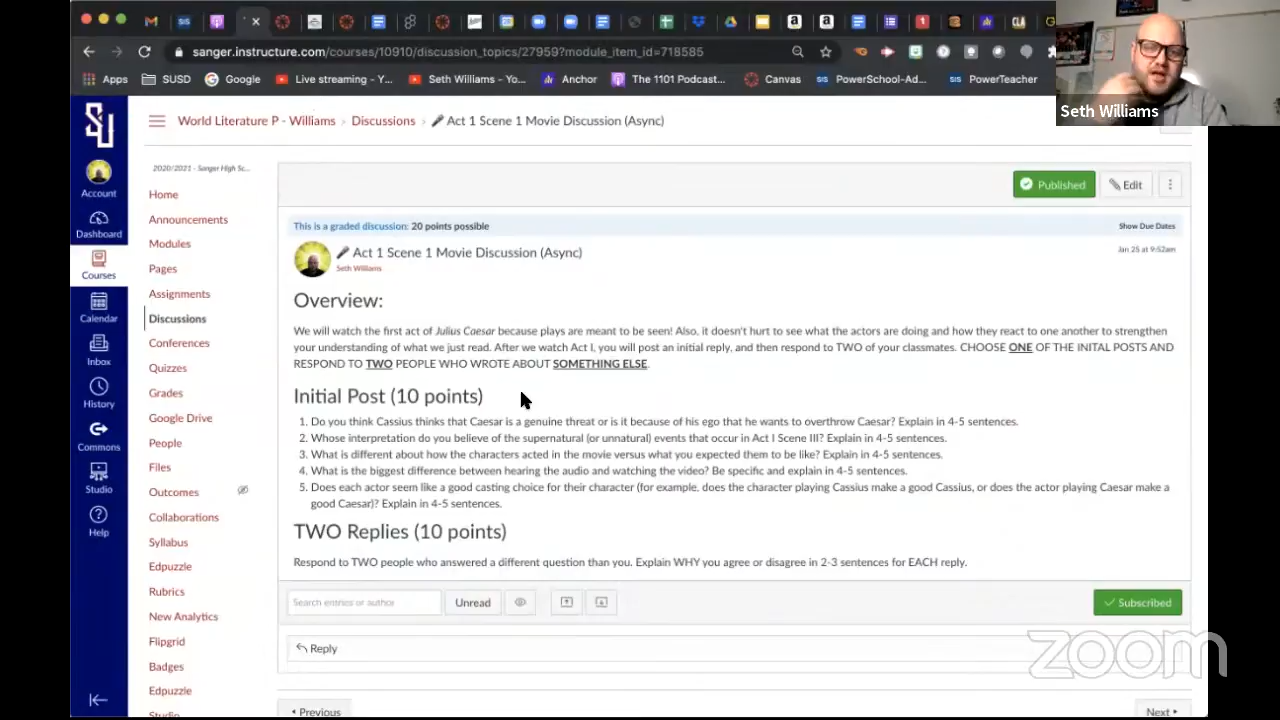 sanger.instructure.com/courses/10910/discussion_topics/27959?module_item_id=718585
Apps SUSD Google Live streaming - Y... Seth Williams - Yo... Anchor The 1101 Podcast... Canvas PowerSchool-Ad... PowerTeacher
Seth Williams
World Literature P - Williams › Discussions › Act 1 Scene 1 Movie Discussion (Async)
2020/2021 - Sanger High Sc...
Account
Dashboard
Courses
Calendar
Inbox
History
Commons
Studio
Help
Home
Announcements
Modules
Pages
Assignments
Discussions
Conferences
Quizzes
Grades
Google Drive
People
Files
Outcomes
Collaborations
Syllabus
Edpuzzle
Rubrics
New Analytics
Flipgrid
Badges
Edpuzzle
Studio
Published Edit
This is a graded discussion: 20 points possible Show Due Dates
Act 1 Scene 1 Movie Discussion (Async) Jan 25 at 9:52am
Seth Williams
Overview:
We will watch the first act of Julius Caesar because plays are meant to be seen! Also, it doesn't hurt to see what the actors are doing and how they react to one another to strengthen
your understanding of what we just read. After we watch Act I, you will post an initial reply, and then respond to TWO of your classmates. CHOOSE ONE OF THE INITAL POSTS AND
RESPOND TO TWO PEOPLE WHO WROTE ABOUT SOMETHING ELSE.
Initial Post (10 points)
1. Do you think Cassius thinks that Caesar is a genuine threat or is it because of his ego that he wants to overthrow Caesar? Explain in 4-5 sentences.
2. Whose interpretation do you believe of the supernatural (or unnatural) events that occur in Act I Scene III? Explain in 4-5 sentences.
3. What is different about how the characters acted in the movie versus what you expected them to be like? Explain in 4-5 sentences.
4. What is the biggest difference between hearing the audio and watching the video? Be specific and explain in 4-5 sentences.
5. Does each actor seem like a good casting choice for their character (for example, does the character playing Cassius make a good Cassius, or does the actor playing Caesar make a
good Caesar)? Explain in 4-5 sentences.
TWO Replies (10 points)
Respond to TWO people who answered a different question than you. Explain WHY you agree or disagree in 2-3 sentences for EACH reply.
Search entries or author Unread Subscribed
Reply
Previous Next
zoom